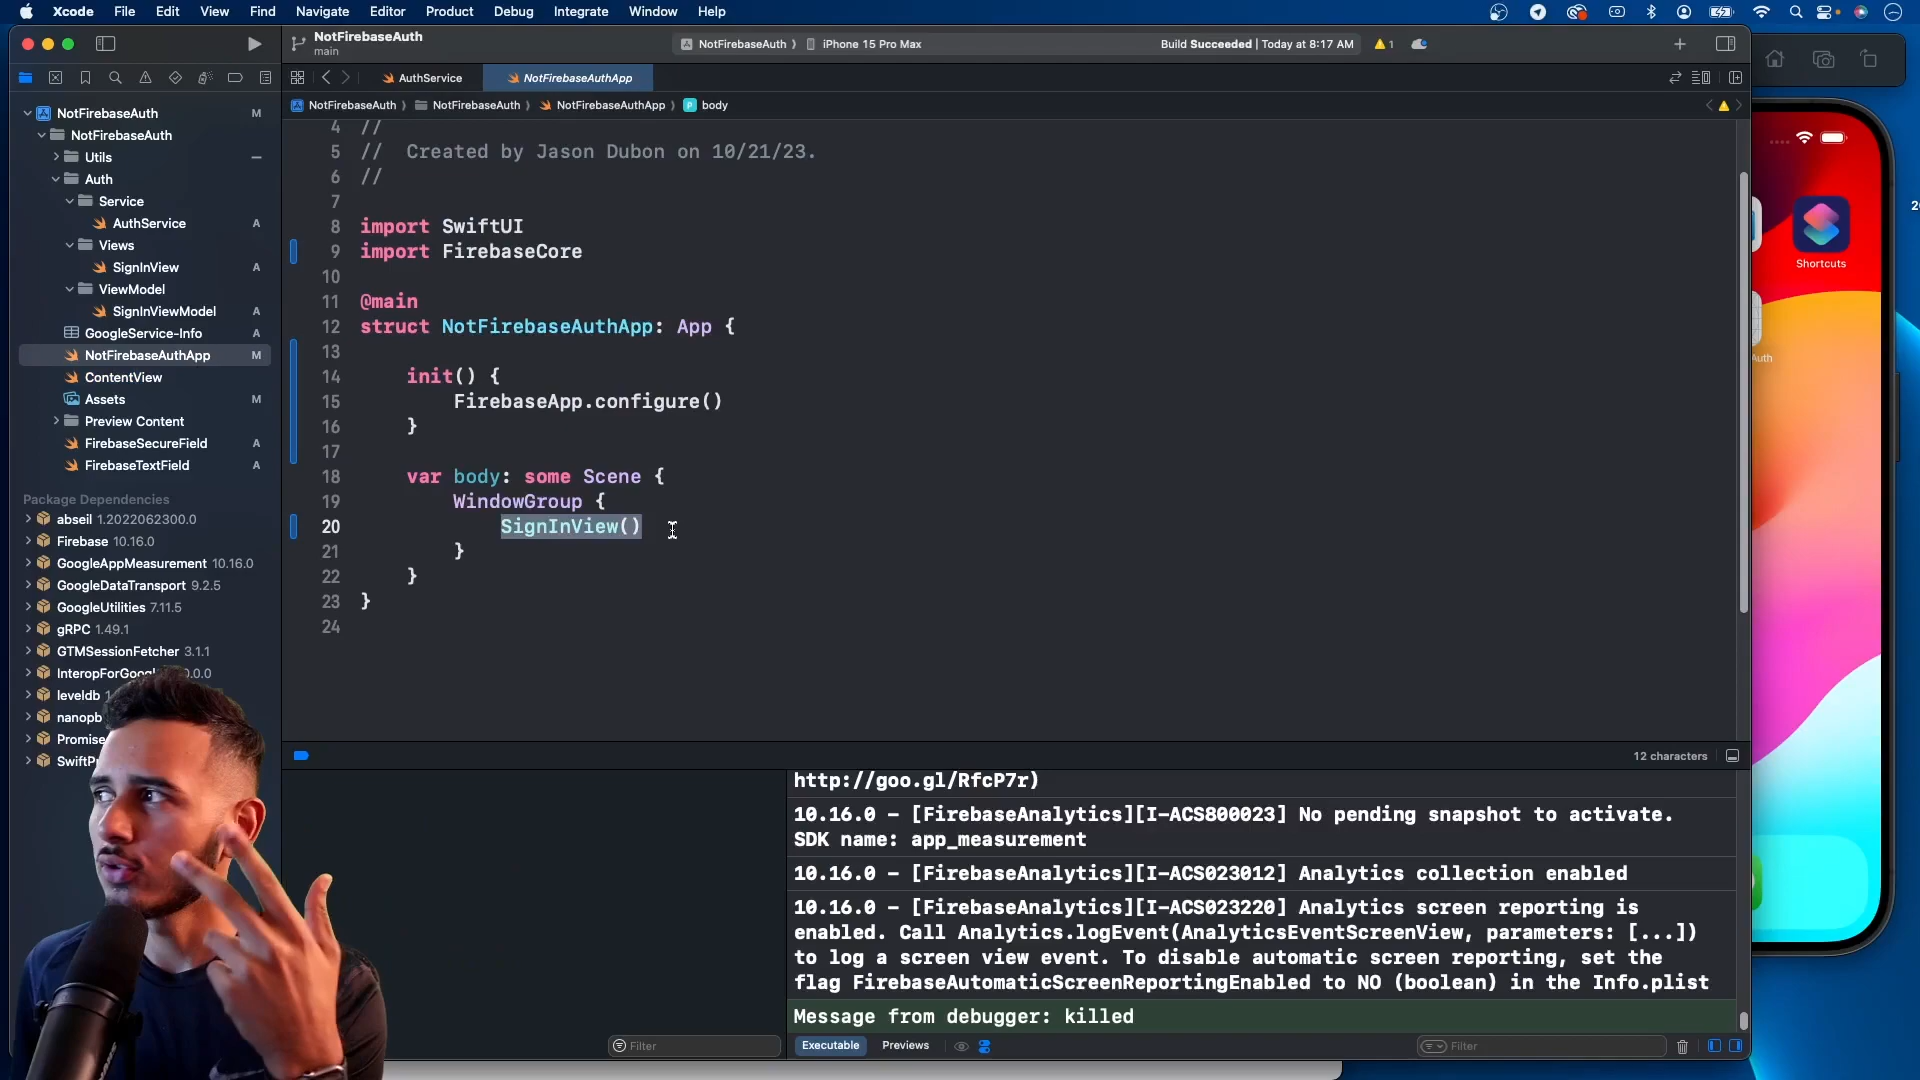 Xcode File Edit View Find Navigate Editor Product Debug Integrate Window Help
NotFirebaseAuth
main
NotFirebaseAuth
iPhone 15 Pro Max
Build Succeeded | Today at 8:17 AM
1
AuthService
NotFirebaseAuthApp
NotFirebaseAuth
NotFirebaseAuth
NotFirebaseAuthApp
body
NotFirebaseAuth M
NotFirebaseAuth
Utils
Auth
Service
AuthService A
Views
SignInView A
ViewModel
SignInViewModel A
GoogleService-Info A
NotFirebaseAuthApp M
ContentView
Assets M
Preview Content
FirebaseSecureField A
FirebaseTextField A
Package Dependencies
abseil 1.2022062300.0
Firebase 10.16.0
GoogleAppMeasurement 10.16.0
GoogleDataTransport 9.2.5
GoogleUtilities 7.11.5
gRPC 1.49.1
GTMSessionFetcher 3.1.1
leveldb
nanopb
4 //
5 //  Created by Jason Dubon on 10/21/23.
6 //
7
8 import SwiftUI
9 import FirebaseCore
10
11 @main
12 struct NotFirebaseAuthApp: App {
13
14 init() {
15 FirebaseApp.configure()
16 }
17
18 var body: some Scene {
19 WindowGroup {
20 SignInView()
21 }
22 }
23 }
24
12 characters
http://goo.gl/RfcP7r)
10.16.0 - [FirebaseAnalytics][I-ACS800023] No pending snapshot to activate.
SDK name: app_measurement
10.16.0 - [FirebaseAnalytics][I-ACS023012] Analytics collection enabled
10.16.0 - [FirebaseAnalytics][I-ACS023220] Analytics screen reporting is
enabled. Call Analytics.logEvent(AnalyticsEventScreenView, parameters: [...])
to log a screen view event. To disable automatic screen reporting, set the
flag FirebaseAutomaticScreenReportingEnabled to NO (boolean) in the Info.plist
Message from debugger: killed
Filter
Executable
Previews
Filter
Shortcuts